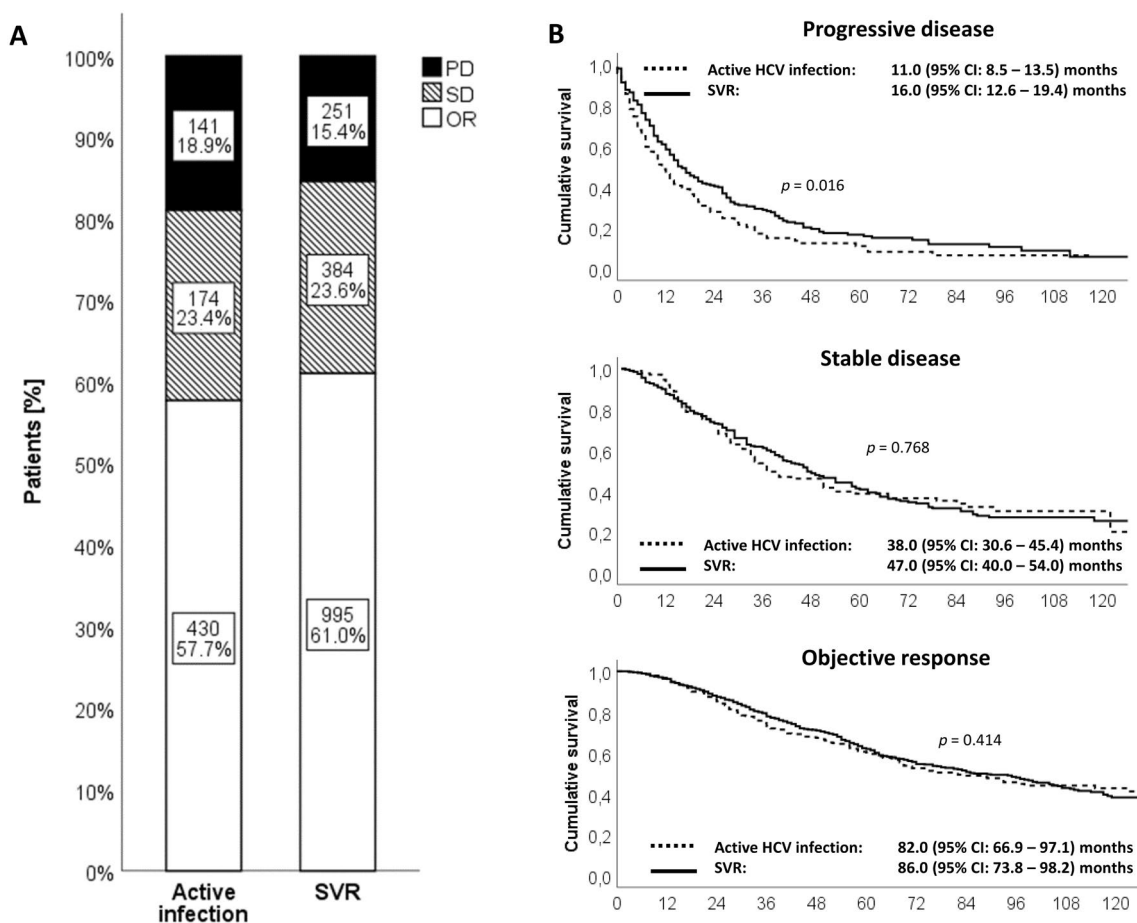 A
100%
90%
80%
70%
60%
50%
40%
30%
20%
10%
0%
Patients [%]
141
18.9%
174
23.4%
430
57.7%
251
15.4%
384
23.6%
995
61.0%
Active
infection
SVR
PD
SD
OR
B
Progressive disease
Active HCV infection: 11.0 (95% CI: 8.5 – 13.5) months
SVR: 16.0 (95% CI: 12.6 – 19.4) months
p = 0.016
Cumulative survival
1,0
0,8
0,6
0,4
0,2
0,0
0 12 24 36 48 60 72 84 96 108 120
Stable disease
p = 0.768
Active HCV infection: 38.0 (95% CI: 30.6 – 45.4) months
SVR: 47.0 (95% CI: 40.0 – 54.0) months
Cumulative survival
1,0
0,8
0,6
0,4
0,2
0,0
0 12 24 36 48 60 72 84 96 108 120
Objective response
p = 0.414
Active HCV infection: 82.0 (95% CI: 66.9 – 97.1) months
SVR: 86.0 (95% CI: 73.8 – 98.2) months
Cumulative survival
1,0
0,8
0,6
0,4
0,2
0,0
0 12 24 36 48 60 72 84 96 108 120